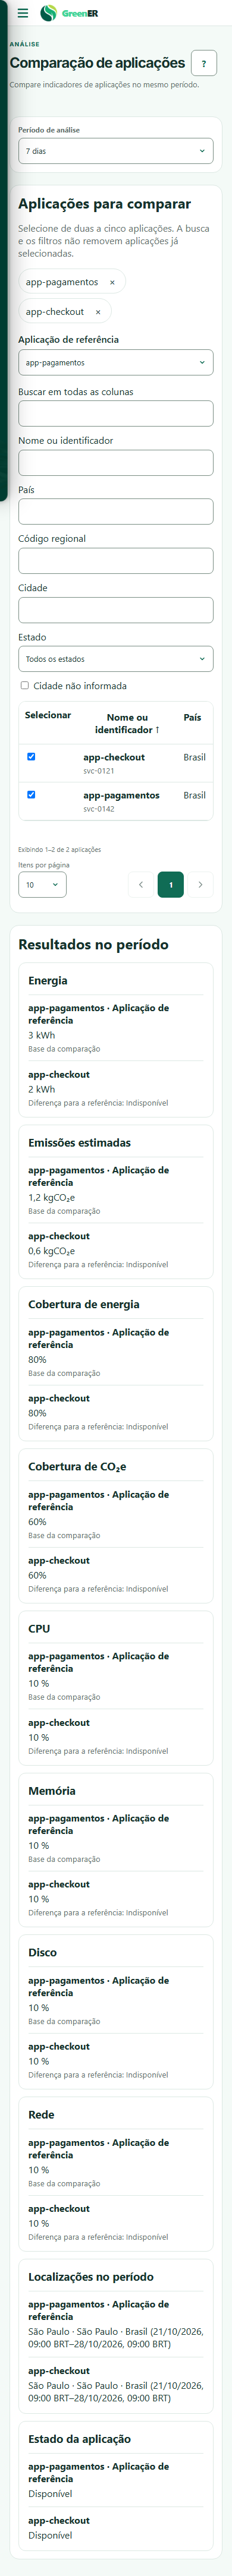 GreenER
ANÁLISE
Comparação de aplicações
?
Compare indicadores de aplicações no mesmo período.
Período de análise
7 dias
Aplicações para comparar
Selecione de duas a cinco aplicações. A busca
e os filtros não removem aplicações já
selecionadas.
app-pagamentos ×
app-checkout ×
Aplicação de referência
app-pagamentos
Buscar em todas as colunas
Nome ou identificador
País
Código regional
Cidade
Estado
Todos os estados
Cidade não informada
Selecionar
Nome ou
identificador ↑
País
app-checkout
svc-0121
Brasil
app-pagamentos
svc-0142
Brasil
Exibindo 1–2 de 2 aplicações
Itens por página
10
1
Resultados no período
Energia
app-pagamentos · Aplicação de
referência
3 kWh
Base da comparação
app-checkout
2 kWh
Diferença para a referência: Indisponível
Emissões estimadas
app-pagamentos · Aplicação de
referência
1,2 kgCO₂e
Base da comparação
app-checkout
0,6 kgCO₂e
Diferença para a referência: Indisponível
Cobertura de energia
app-pagamentos · Aplicação de
referência
80%
Base da comparação
app-checkout
80%
Diferença para a referência: Indisponível
Cobertura de CO₂e
app-pagamentos · Aplicação de
referência
60%
Base da comparação
app-checkout
60%
Diferença para a referência: Indisponível
CPU
app-pagamentos · Aplicação de
referência
10 %
Base da comparação
app-checkout
10 %
Diferença para a referência: Indisponível
Memória
app-pagamentos · Aplicação de
referência
10 %
Base da comparação
app-checkout
10 %
Diferença para a referência: Indisponível
Disco
app-pagamentos · Aplicação de
referência
10 %
Base da comparação
app-checkout
10 %
Diferença para a referência: Indisponível
Rede
app-pagamentos · Aplicação de
referência
10 %
Base da comparação
app-checkout
10 %
Diferença para a referência: Indisponível
Localizações no período
app-pagamentos · Aplicação de
referência
São Paulo · São Paulo · Brasil (21/10/2026,
09:00 BRT–28/10/2026, 09:00 BRT)
app-checkout
São Paulo · São Paulo · Brasil (21/10/2026,
09:00 BRT–28/10/2026, 09:00 BRT)
Estado da aplicação
app-pagamentos · Aplicação de
referência
Disponível
app-checkout
Disponível